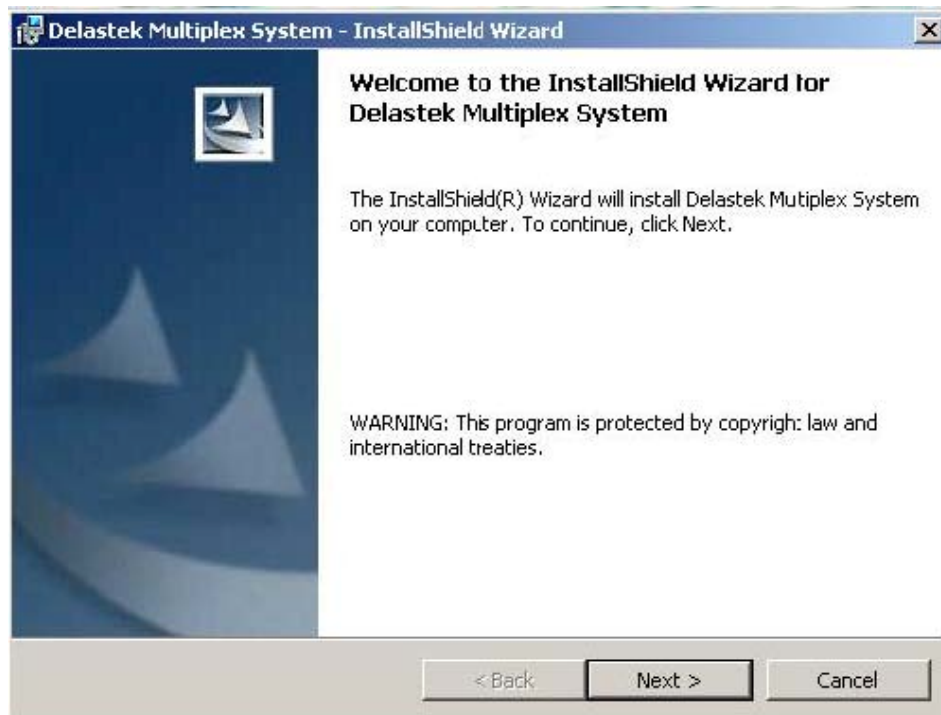 Delastek Multiplex System - InstallShield Wizard
Welcome to the InstallShield Wizard for
Delastek Multiplex System
The InstallShield(R) Wizard will install Delastek Mutiplex System
on your computer. To continue, click Next.
WARNING: This program is protected by copyright law and
international treaties.
< Back
Next >
Cancel